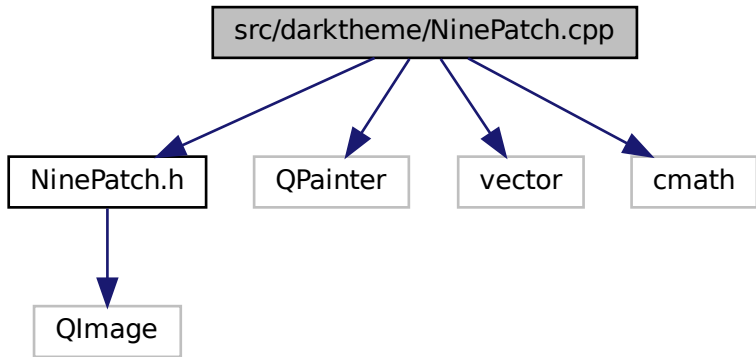 src/darktheme/NinePatch.cpp
NinePatch.h
QPainter
vector
cmath
QImage